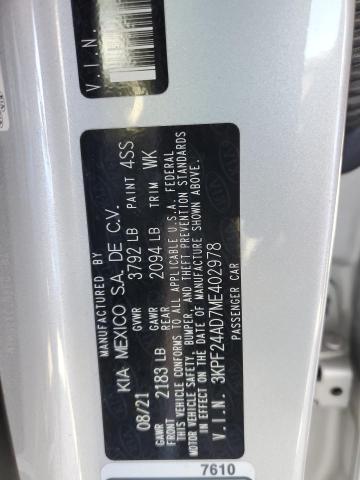 V.I.N.
MANUFACTURED BY
KIA MEXICO S.A. DE C.V.
08/21 GVWR 3792 LB PAINT 4SS
GAWR FRONT 2183 LB GAWR REAR 2094 LB TRIM WK
THIS VEHICLE CONFORMS TO ALL APPLICABLE U.S.A. FEDERAL
MOTOR VEHICLE SAFETY, BUMPER, AND THEFT PREVENTION STANDARDS
IN EFFECT ON THE DATE OF MANUFACTURE SHOWN ABOVE.
V.I.N. 3KPF24AD7ME402978
PASSENGER CAR
7610